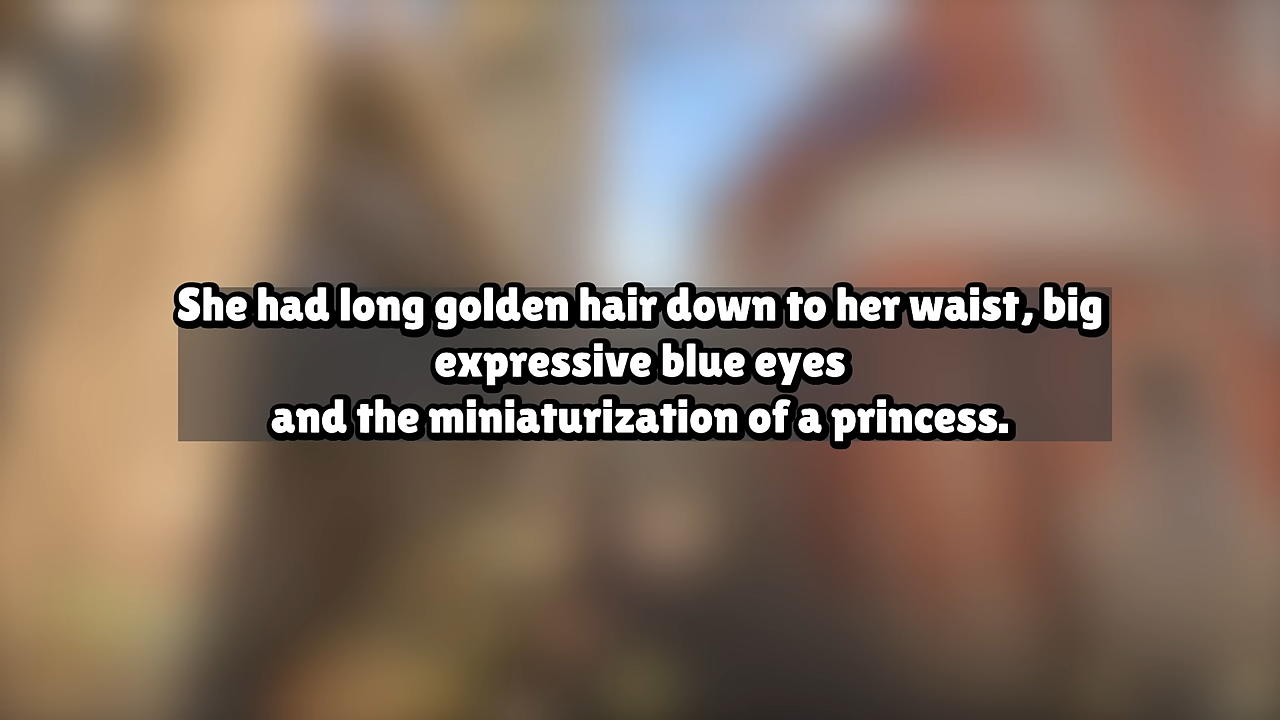 She had long golden hair down to her waist, big
expressive blue eyes
and the miniaturization of a princess.